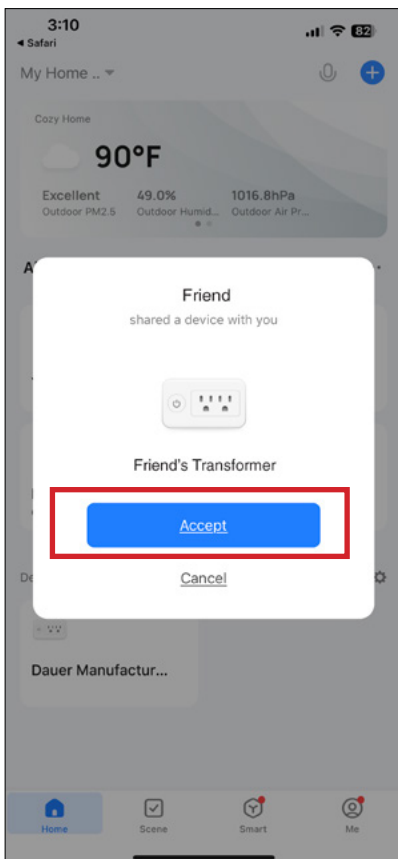 3:10
82
◀ Safari
My Home ..
Cozy Home
90°F
Excellent 49.0% 1016.8hPa
Outdoor PM2.5 Outdoor Humid... Outdoor Air Pr...
Friend
shared a device with you
Friend's Transformer
Accept
Cancel
Dauer Manufactur...
Home Scene Smart Me